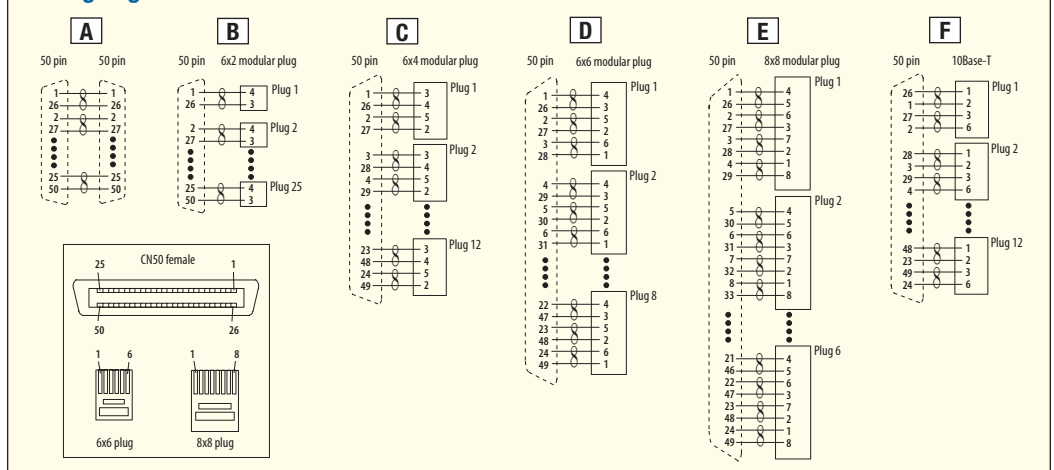 A
50 pin 50 pin
1 1
26 26
2 2
27 27
25 25
50 50
B
50 pin 6x2 modular plug
1 4 Plug 1
26 3
2 4 Plug 2
27 3
25 4 Plug 25
50 3
C
50 pin 6x4 modular plug
1 3 Plug 1
26 4
2 5
27 2
3 3 Plug 2
28 4
4 5
29 2
23 3 Plug 12
48 4
24 5
49 2
D
50 pin 6x6 modular plug
1 4 Plug 1
26 3
2 5
27 2
3 6
28 1
4 4 Plug 2
29 3
5 5
30 2
6 6
31 1
22 4 Plug 8
47 3
23 5
48 2
24 6
49 1
E
50 pin 8x8 modular plug
1 4 Plug 1
26 5
2 6
27 3
3 7
28 2
4 1
29 8
5 4 Plug 2
30 5
6 6
31 3
7 7
32 2
8 1
33 8
21 4 Plug 6
46 5
22 6
47 3
23 7
48 2
24 1
49 8
F
50 pin 10Base-T
26 1 Plug 1
1 2
27 3
2 6
28 1 Plug 2
3 2
29 3
4 6
48 1 Plug 12
23 2
49 3
24 6
CN50 female
25 1
50 26
1 6
6x6 plug
1 8
8x8 plug